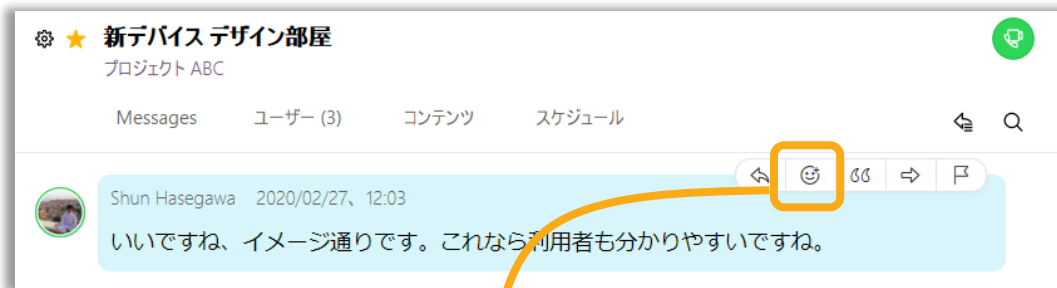 新デバイス デザイン部屋
プロジェクト ABC
Messages ユーザー (3) コンテンツ スケジュール
Shun Hasegawa 2020/02/27、12:03
いいですね、イメージ通りです。これなら利用者も分かりやすいですね。